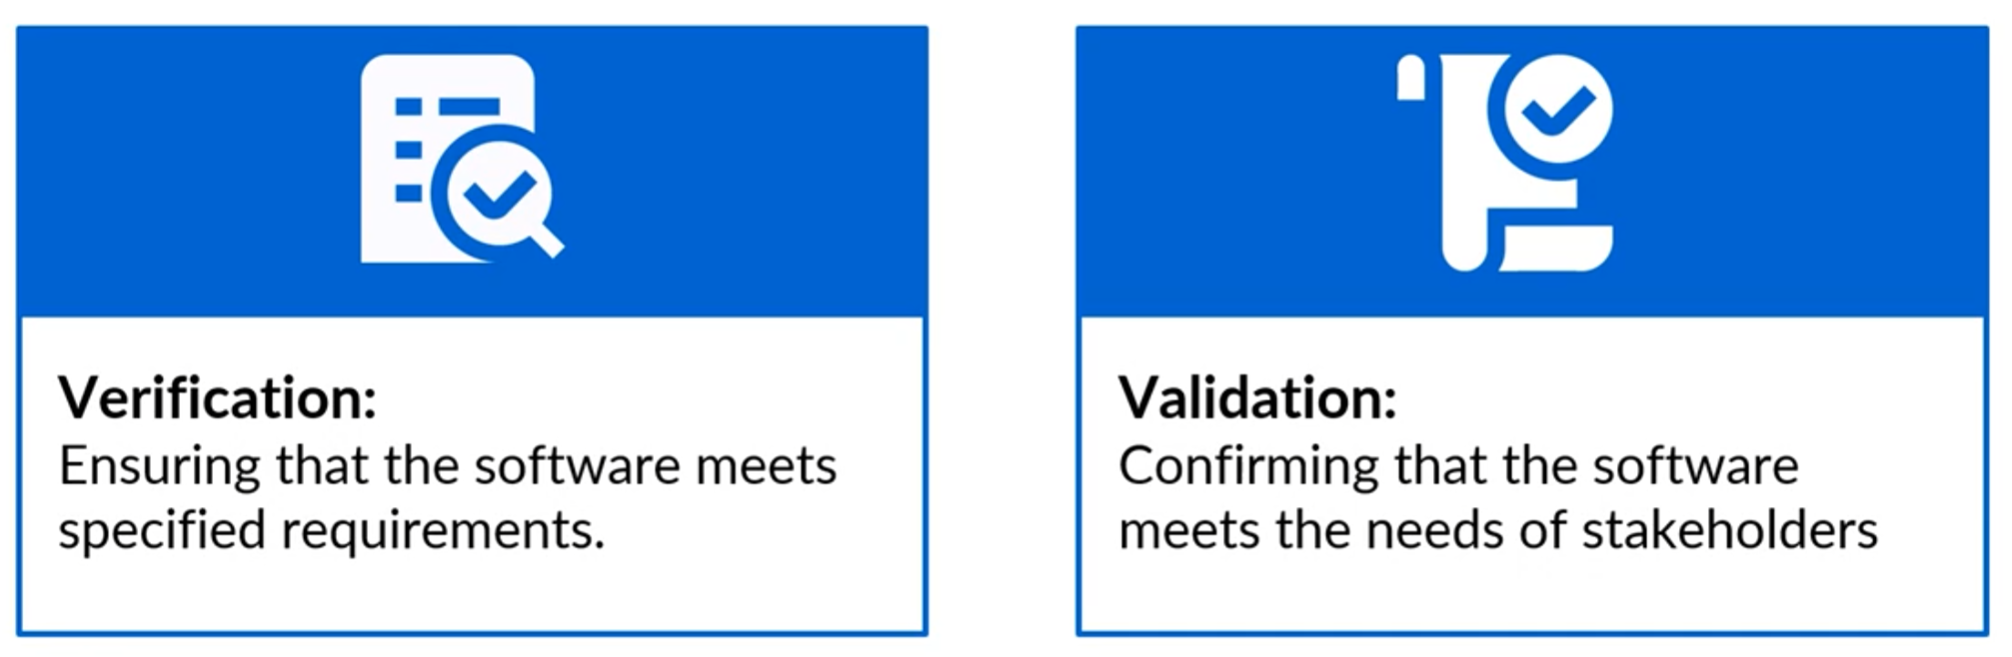 Verification:
Ensuring that the software meets
specified requirements.
Validation:
Confirming that the software
meets the needs of stakeholders